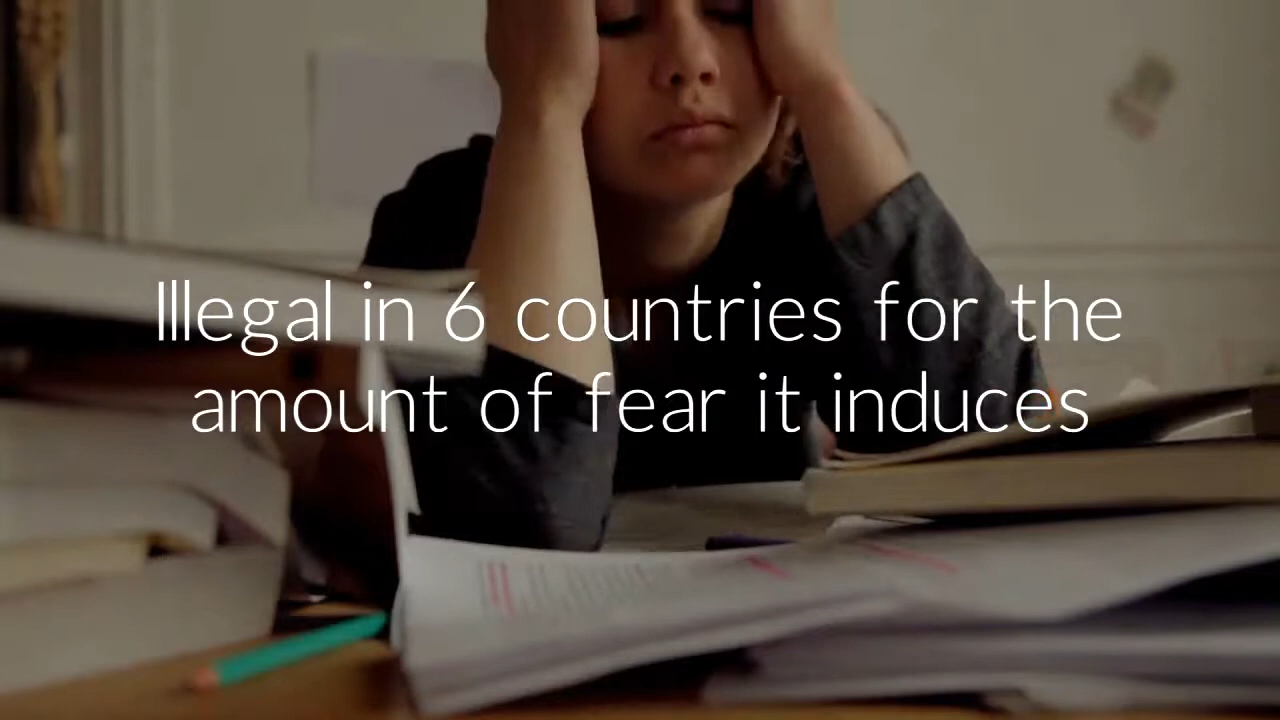 Illegal in 6 countries for the
amount of fear it induces